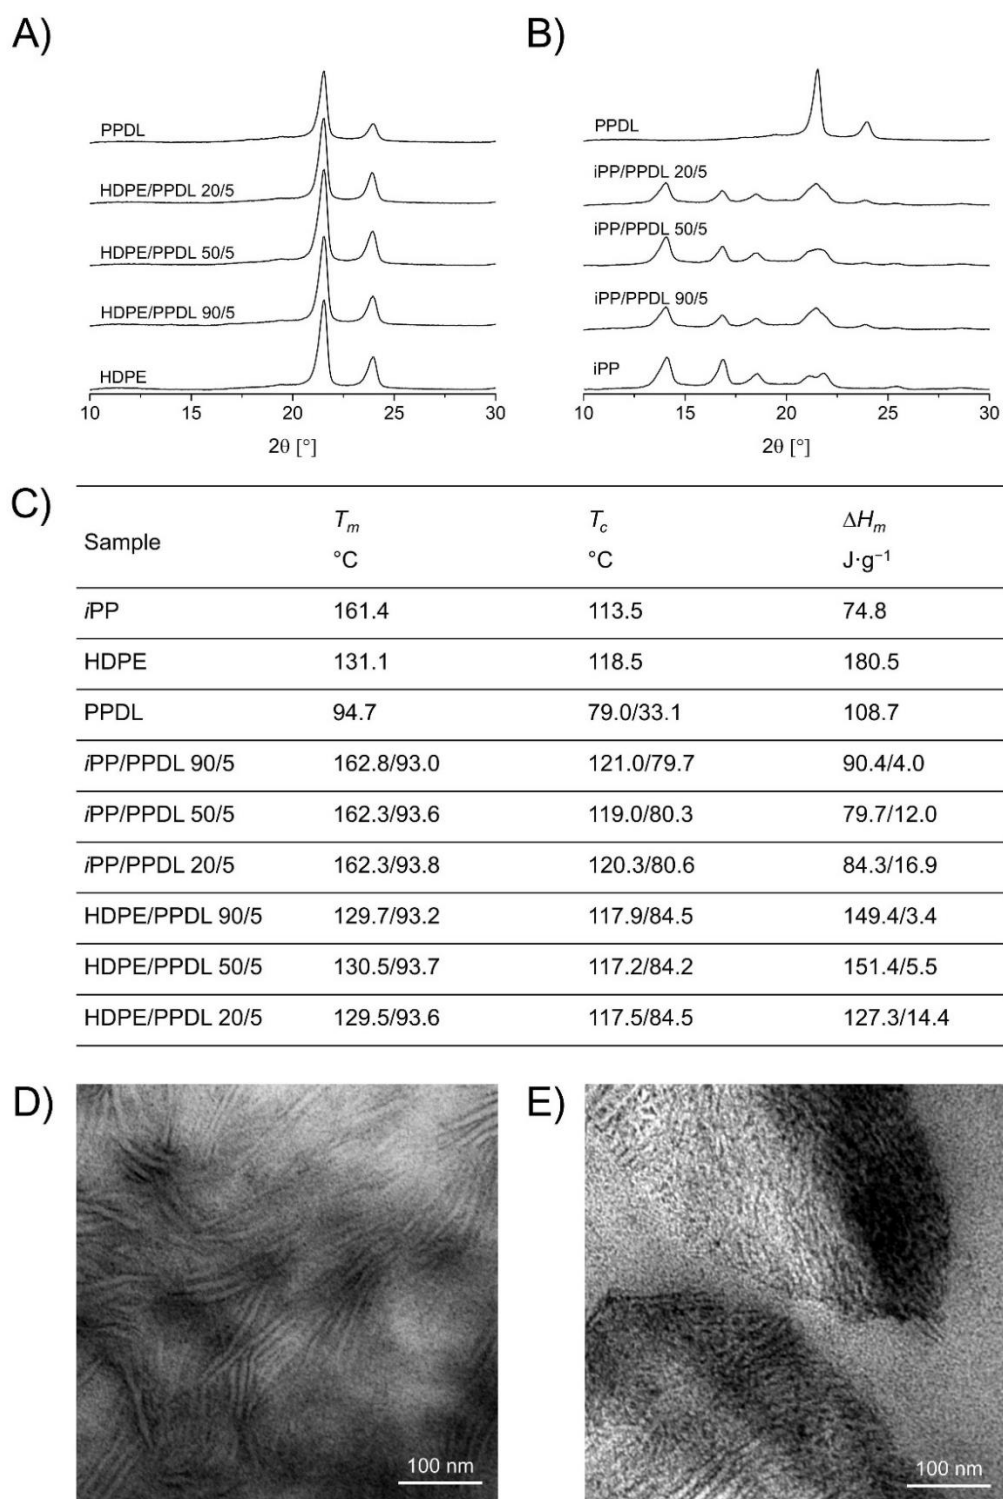 A)
PPDL
HDPE/PPDL 20/5
HDPE/PPDL 50/5
HDPE/PPDL 90/5
HDPE
10 15 20 25 30
2θ [°]
B)
PPDL
iPP/PPDL 20/5
iPP/PPDL 50/5
iPP/PPDL 90/5
iPP
10 15 20 25 30
2θ [°]
C)
Sample Tm Tc ΔHm
°C °C J·g⁻¹
iPP 161.4 113.5 74.8
HDPE 131.1 118.5 180.5
PPDL 94.7 79.0/33.1 108.7
iPP/PPDL 90/5 162.8/93.0 121.0/79.7 90.4/4.0
iPP/PPDL 50/5 162.3/93.6 119.0/80.3 79.7/12.0
iPP/PPDL 20/5 162.3/93.8 120.3/80.6 84.3/16.9
HDPE/PPDL 90/5 129.7/93.2 117.9/84.5 149.4/3.4
HDPE/PPDL 50/5 130.5/93.7 117.2/84.2 151.4/5.5
HDPE/PPDL 20/5 129.5/93.6 117.5/84.5 127.3/14.4
D)
100 nm
E)
100 nm